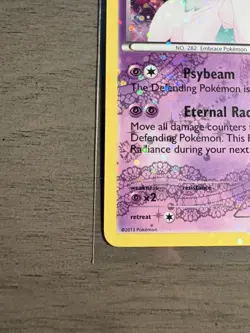 NO. 282 Embrace Pokémon
Psybeam
The Defending Pokémon is
Eternal Rad
Move all damage counters
Defending Pokémon. This
Radiance during your next
weakness
resistance
×2
retreat
©2013 Pokémon